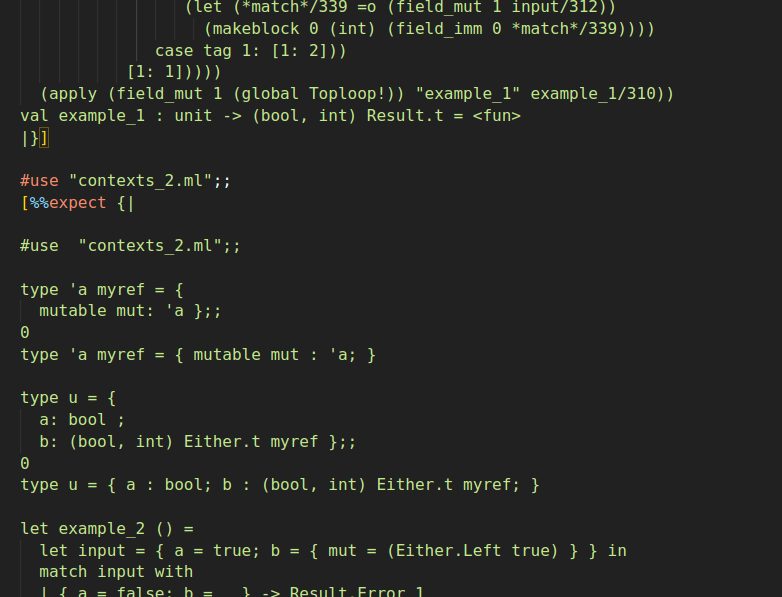 (let (*match*/339 =o (field_mut 1 input/312))
(makeblock 0 (int) (field_imm 0 *match*/339))))
case tag 1: [1: 2]))
[1: 1])))))
(apply (field_mut 1 (global Toploop!)) "example_1" example_1/310))
val example_1 : unit -> (bool, int) Result.t = <fun>
|}]
#use "contexts_2.ml";;
[%%expect {|
#use  "contexts_2.ml";;
type 'a myref = {
mutable mut: 'a };;
0
type 'a myref = { mutable mut : 'a; }
type u = {
a: bool ;
b: (bool, int) Either.t myref };;
0
type u = { a : bool; b : (bool, int) Either.t myref; }
let example_2 () =
let input = { a = true; b = { mut = (Either.Left true) } } in
match input with
| { a = false; b = _ } -> Result.Error 1